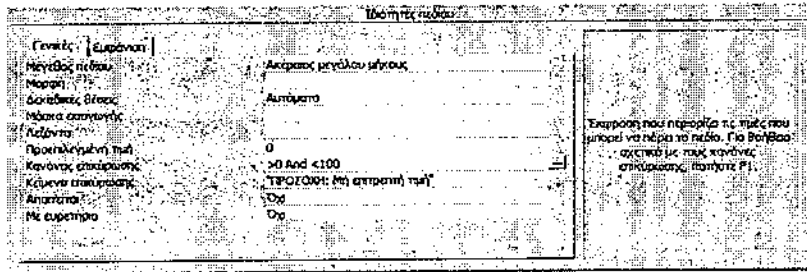 Ιδιότητες πεδίου
Γενικές Εμφάνιση
Μέγεθος πεδίου Ακέραιος μεγάλου μήκους
Μορφή
Δεκαδικές θέσεις Αυτόματο
Μάσκα εισαγωγής
Λεζάντα
Προεπιλεγμένη τιμή 0
Κανόνας επικύρωσης >0 And <100
Κείμενο επικύρωσης "ΠΡΟΣΟΧΗ: Μη επιτρεπτή τιμή"
Απαιτείται Όχι
Με ευρετήριο Όχι
Έκφραση που περιορίζει τις τιμές που
μπορεί να πάρει το πεδίο. Για βοήθεια
σχετικά με τους κανόνες
επικύρωσης, πατήστε F1.